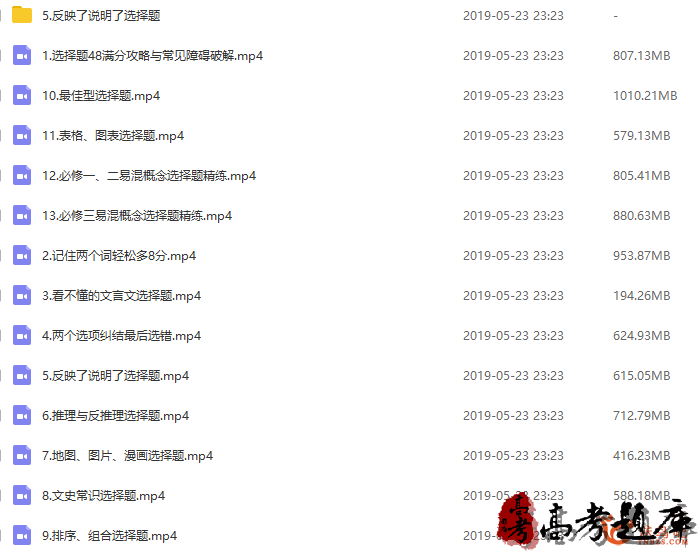 5.反映了说明了选择题 2019-05-23 23:23 -
1.选择题48满分攻略与常见障碍破解.mp4 2019-05-23 23:23 807.13MB
10.最佳型选择题.mp4 2019-05-23 23:23 1010.21MB
11.表格、图表选择题.mp4 2019-05-23 23:23 579.13MB
12.必修一、二易混概念选择题精练.mp4 2019-05-23 23:23 805.41MB
13.必修三易混概念选择题精练.mp4 2019-05-23 23:23 880.63MB
2.记住两个词轻松多8分.mp4 2019-05-23 23:23 953.87MB
3.看不懂的文言文选择题.mp4 2019-05-23 23:23 194.26MB
4.两个选项纠结最后选错.mp4 2019-05-23 23:23 624.93MB
5.反映了说明了选择题.mp4 2019-05-23 23:23 615.05MB
6.推理与反推理选择题.mp4 2019-05-23 23:23 712.79MB
7.地图、图片、漫画选择题.mp4 2019-05-23 23:23 416.23MB
8.文史常识选择题.mp4 2019-05-23 23:23 588.18MB
9.排序、组合选择题.mp4 2019-05-
高考 高考题库